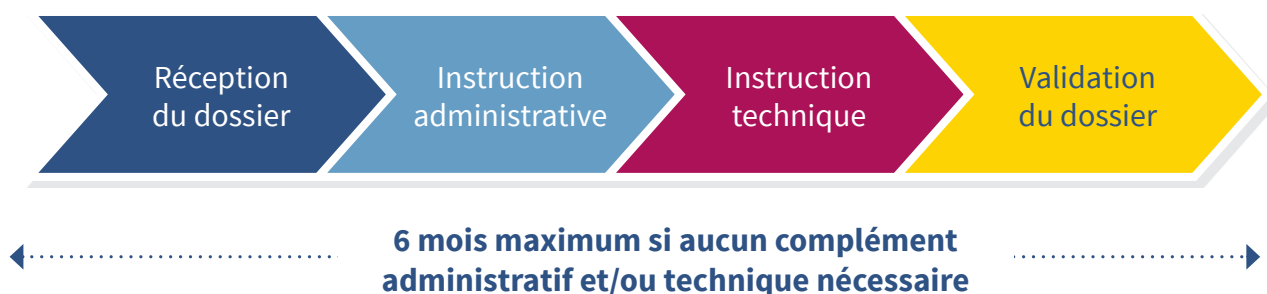 Réception
du dossier
Instruction
administrative
Instruction
technique
Validation
du dossier
6 mois maximum si aucun complément
administratif et/ou technique nécessaire